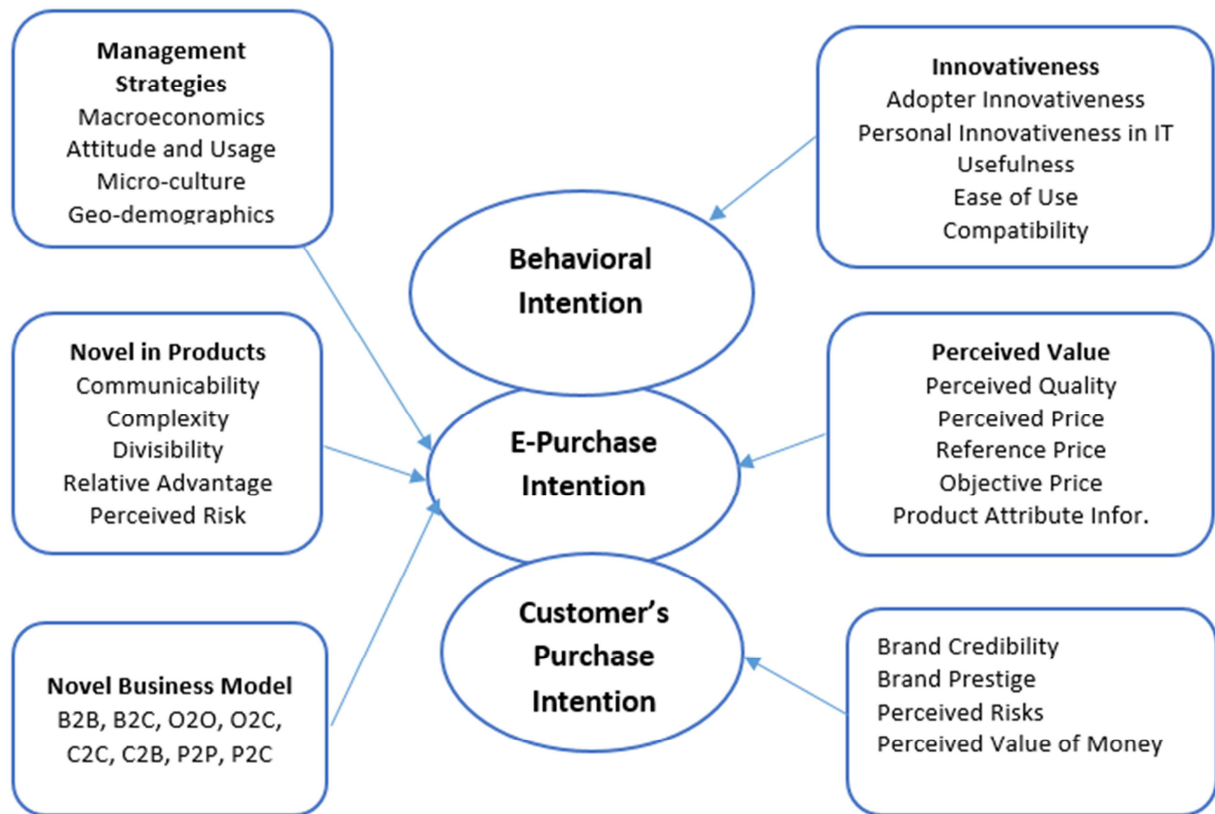 Management
Strategies
Macroeconomics
Attitude and Usage
Micro-culture
Geo-demographics
Novel in Products
Communicability
Complexity
Divisibility
Relative Advantage
Perceived Risk
Novel Business Model
B2B, B2C, O2O, O2C,
C2C, C2B, P2P, P2C
Behavioral
Intention
E-Purchase
Intention
Customer’s
Purchase
Intention
Innovativeness
Adopter Innovativeness
Personal Innovativeness in IT
Usefulness
Ease of Use
Compatibility
Perceived Value
Perceived Quality
Perceived Price
Reference Price
Objective Price
Product Attribute Infor.
Brand Credibility
Brand Prestige
Perceived Risks
Perceived Value of Money